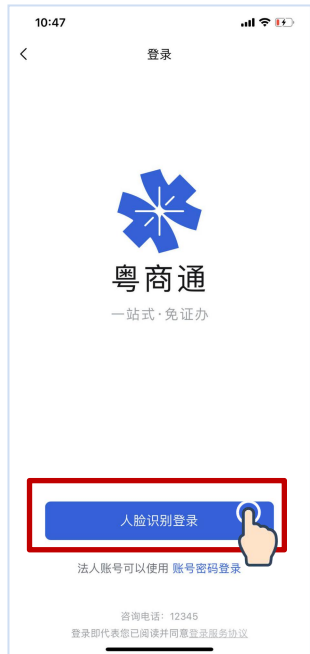 10:47
登录
粤商通
一站式·免证办
人脸识别登录
法人账号可以使用 账号密码登录
咨询电话：12345
登录即代表您已阅读并同意登录服务协议